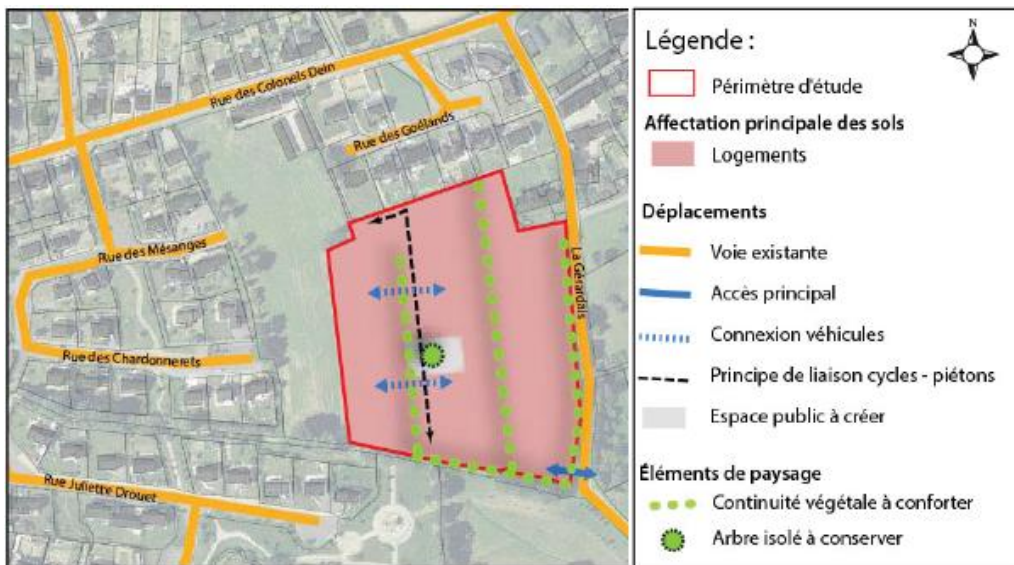 Rue des Colonels Dein
Rue des Goélands
Rue des Mésanges
La Gérardais
Rue des Chardonnerets
Rue Juliette Drouet
Légende :
Périmètre d'étude
Affectation principale des sols
Logements
Déplacements
Voie existante
Accès principal
Connexion véhicules
Principe de liaison cycles - piétons
Espace public à créer
Éléments de paysage
Continuité végétale à conforter
Arbre isolé à conserver